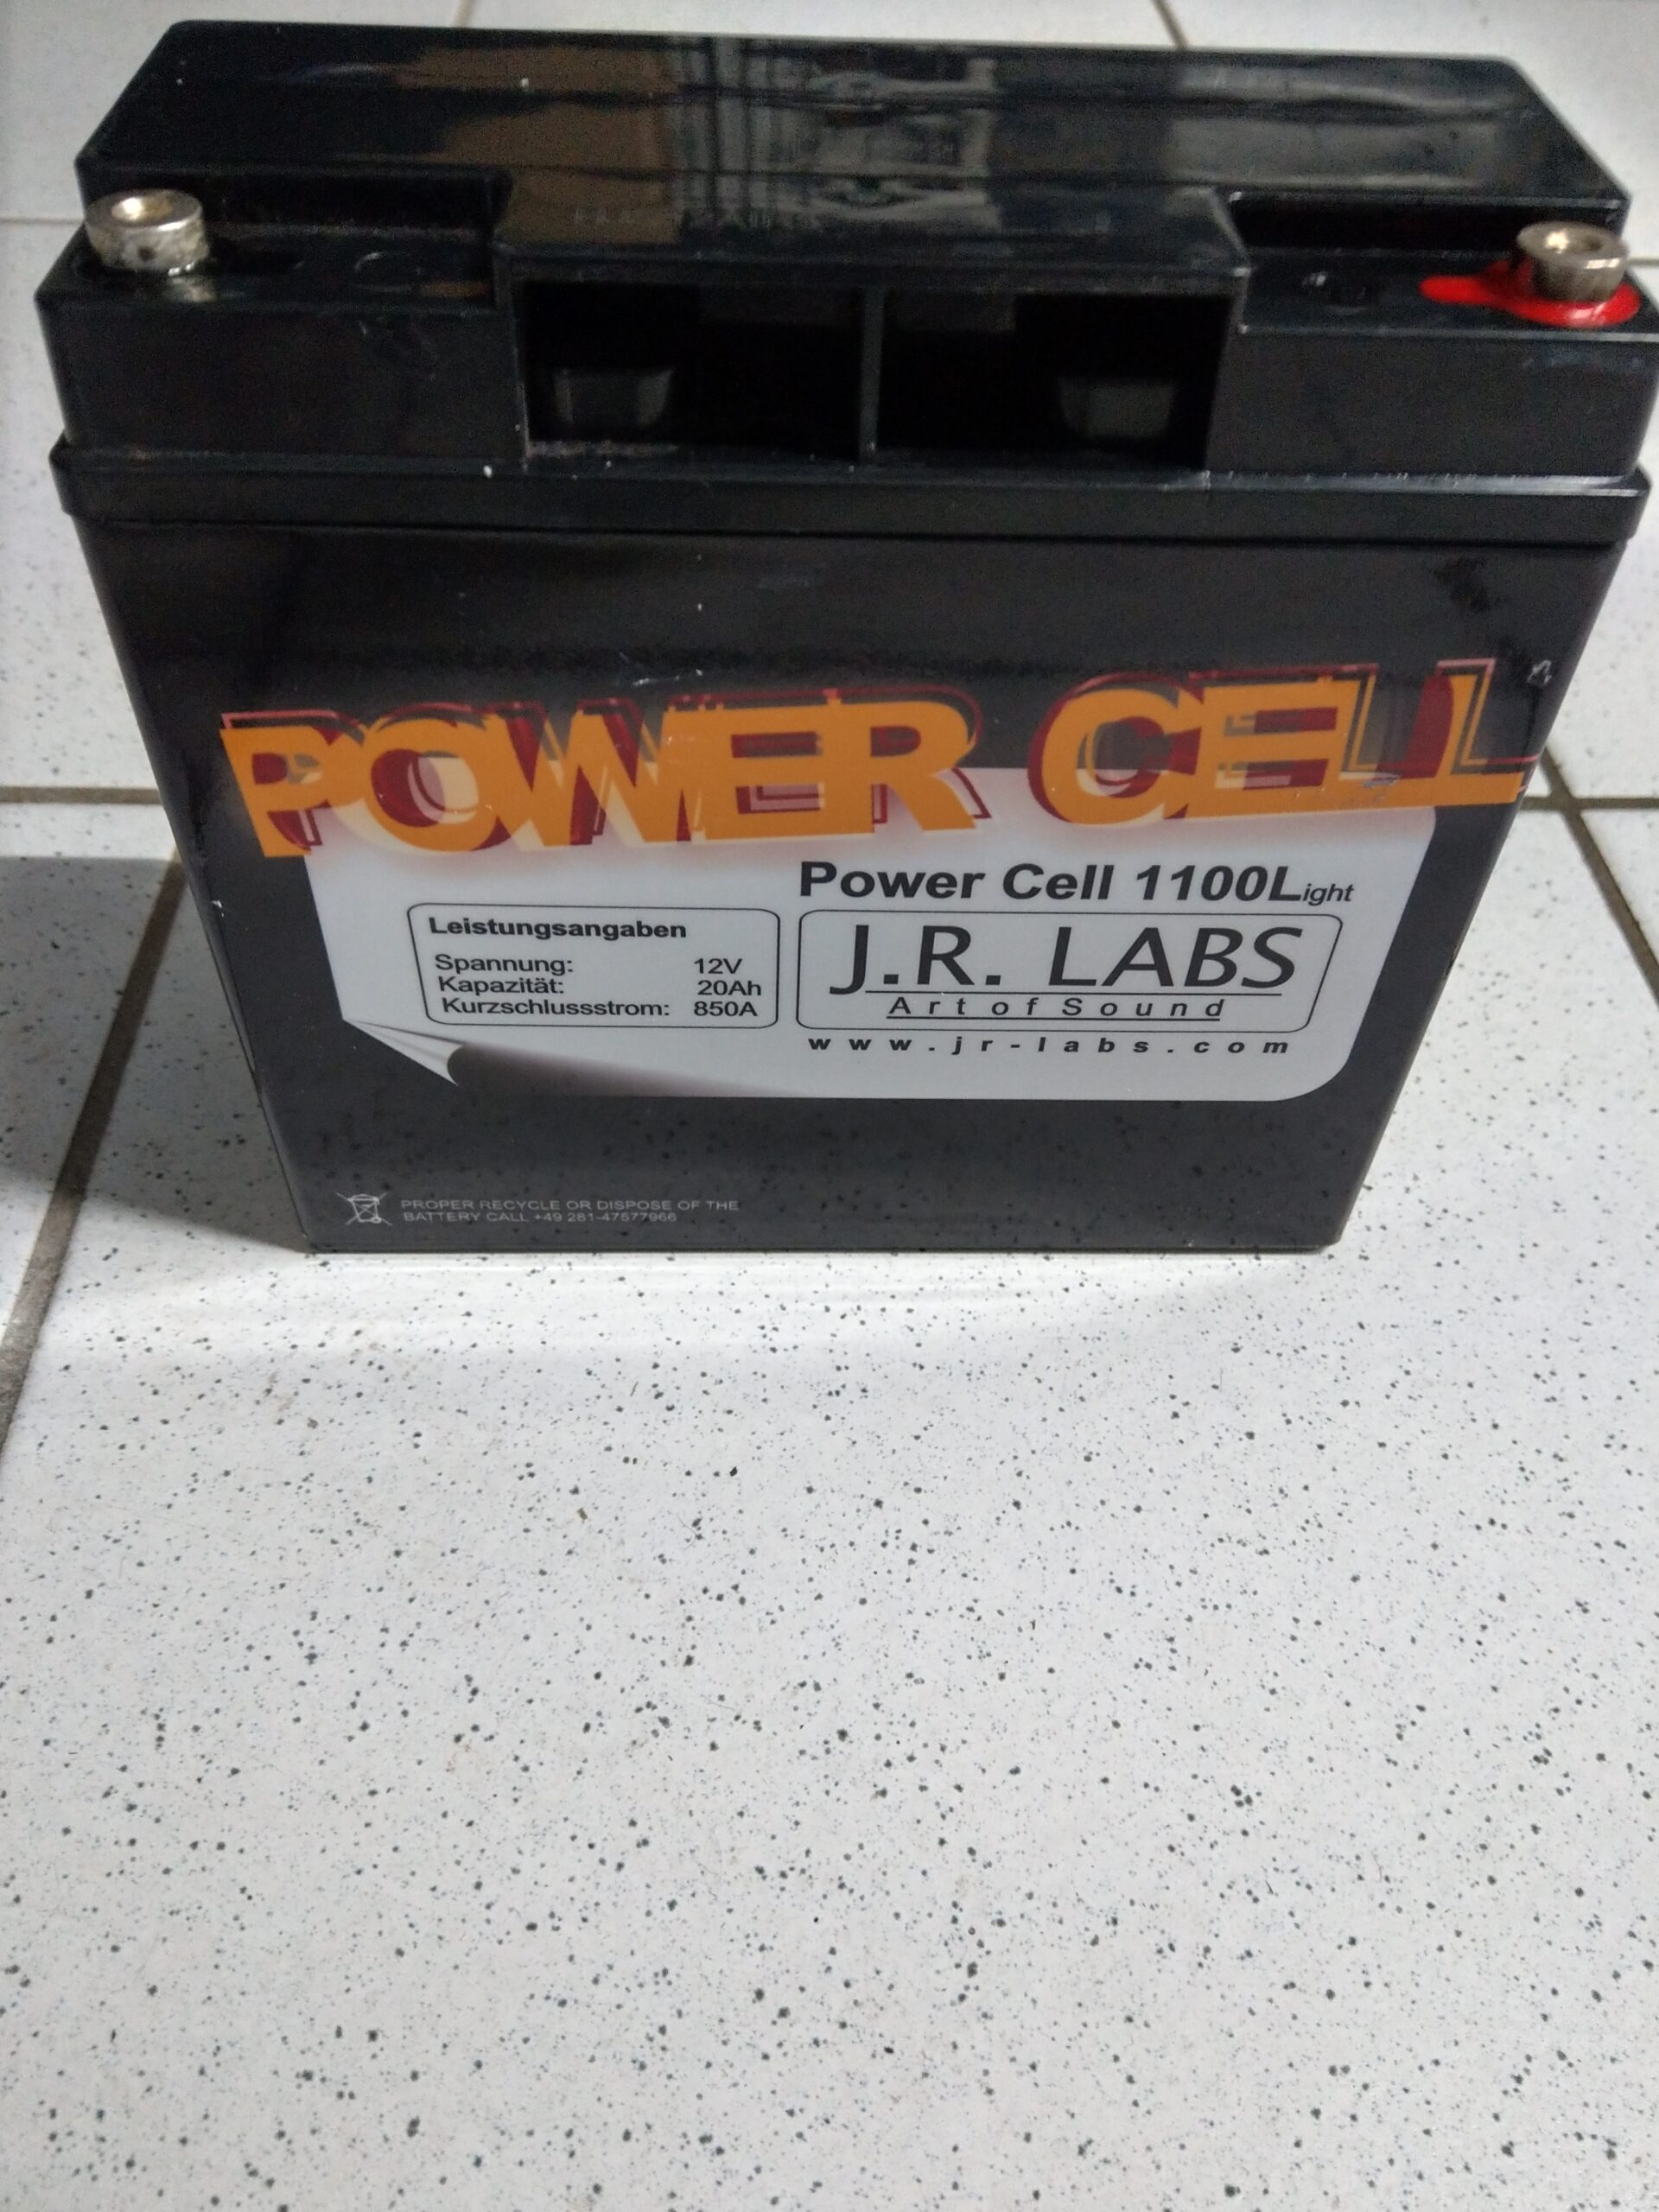 POWER CELL
Power Cell 1100Light
Leistungsangaben
Spannung: 12V
Kapazität: 20Ah
Kurzschlussstrom: 850A
J.R. LABS
Art of Sound
www.jr-labs.com
PROPER RECYCLE OR DISPOSE OF THE
BATTERY CALL +49 281-47577966